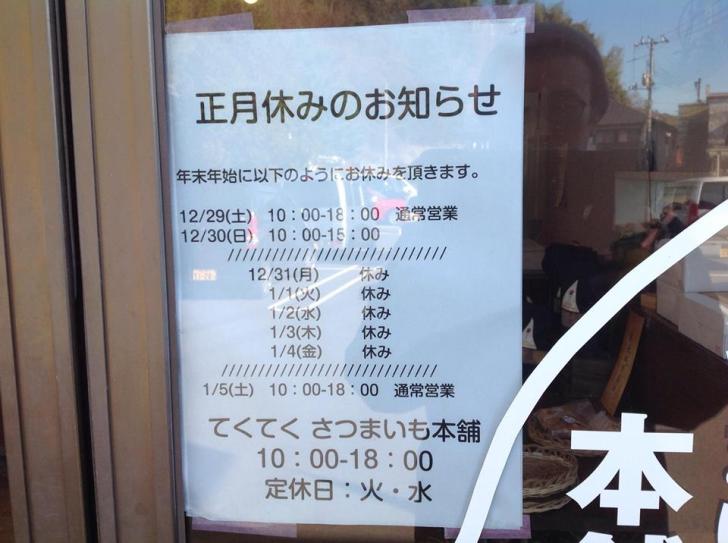 正月休みのお知らせ
年末年始に以下のようにお休みを頂きます。
12/29(土) 10：00-18：00 通常営業
12/30(日) 10：00-15：00
//////////////////////////////
12/31(月) 休み
1/1(火) 休み
1/2(水) 休み
1/3(木) 休み
1/4(金) 休み
//////////////////////////////
1/5(土) 10：00-18：00 通常営業
てくてく さつまいも本舗
10：00-18：00
定休日：火・水
本